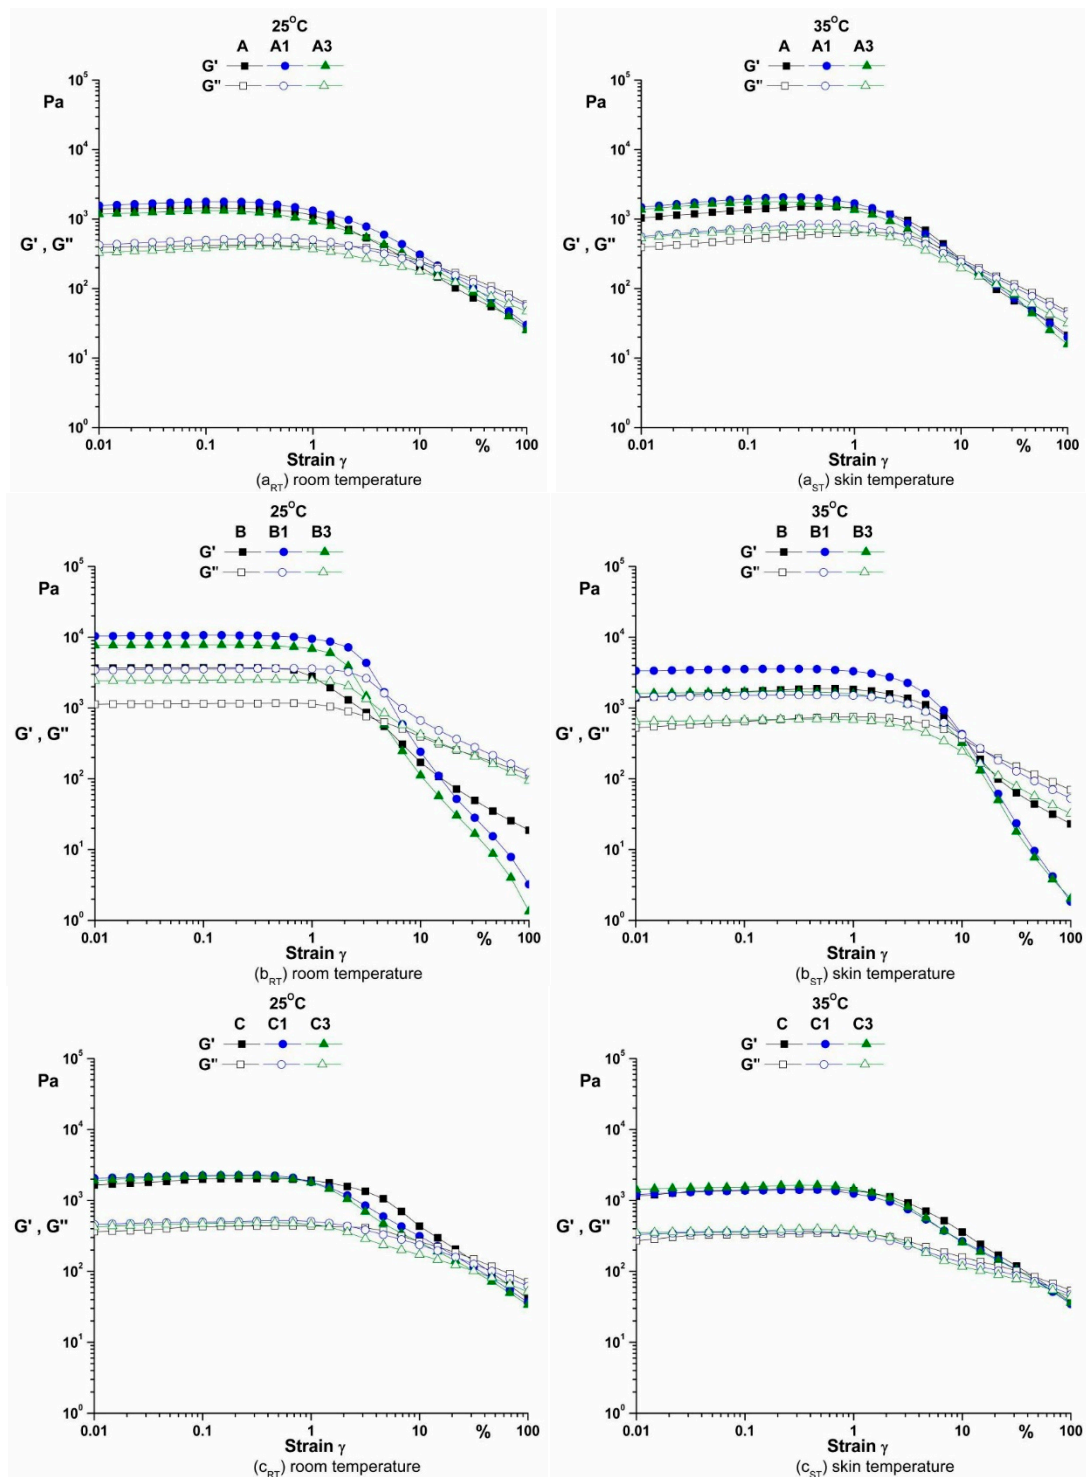 25°C
A A1 A3
G'
G"
10⁵
Pa
10⁴
10³
G' , G"
10²
10¹
10⁰
0.01 0.1 1 10 % 100
Strain γ
(a_RT) room temperature
35°C
A A1 A3
G'
G"
10⁵
Pa
10⁴
10³
G' , G"
10²
10¹
10⁰
0.01 0.1 1 10 % 100
Strain γ
(a_ST) skin temperature
25°C
B B1 B3
G'
G"
10⁵
Pa
10⁴
10³
G' , G"
10²
10¹
10⁰
0.01 0.1 1 10 % 100
Strain γ
(b_RT) room temperature
35°C
B B1 B3
G'
G"
10⁵
Pa
10⁴
10³
G' , G"
10²
10¹
10⁰
0.01 0.1 1 10 % 100
Strain γ
(b_ST) skin temperature
25°C
C C1 C3
G'
G"
10⁵
Pa
10⁴
10³
G' , G"
10²
10¹
10⁰
0.01 0.1 1 10 % 100
Strain γ
(c_RT) room temperature
35°C
C C1 C3
G'
G"
10⁵
Pa
10⁴
10³
G' , G"
10²
10¹
10⁰
0.01 0.1 1 10 % 100
Strain γ
(c_ST) skin temperature